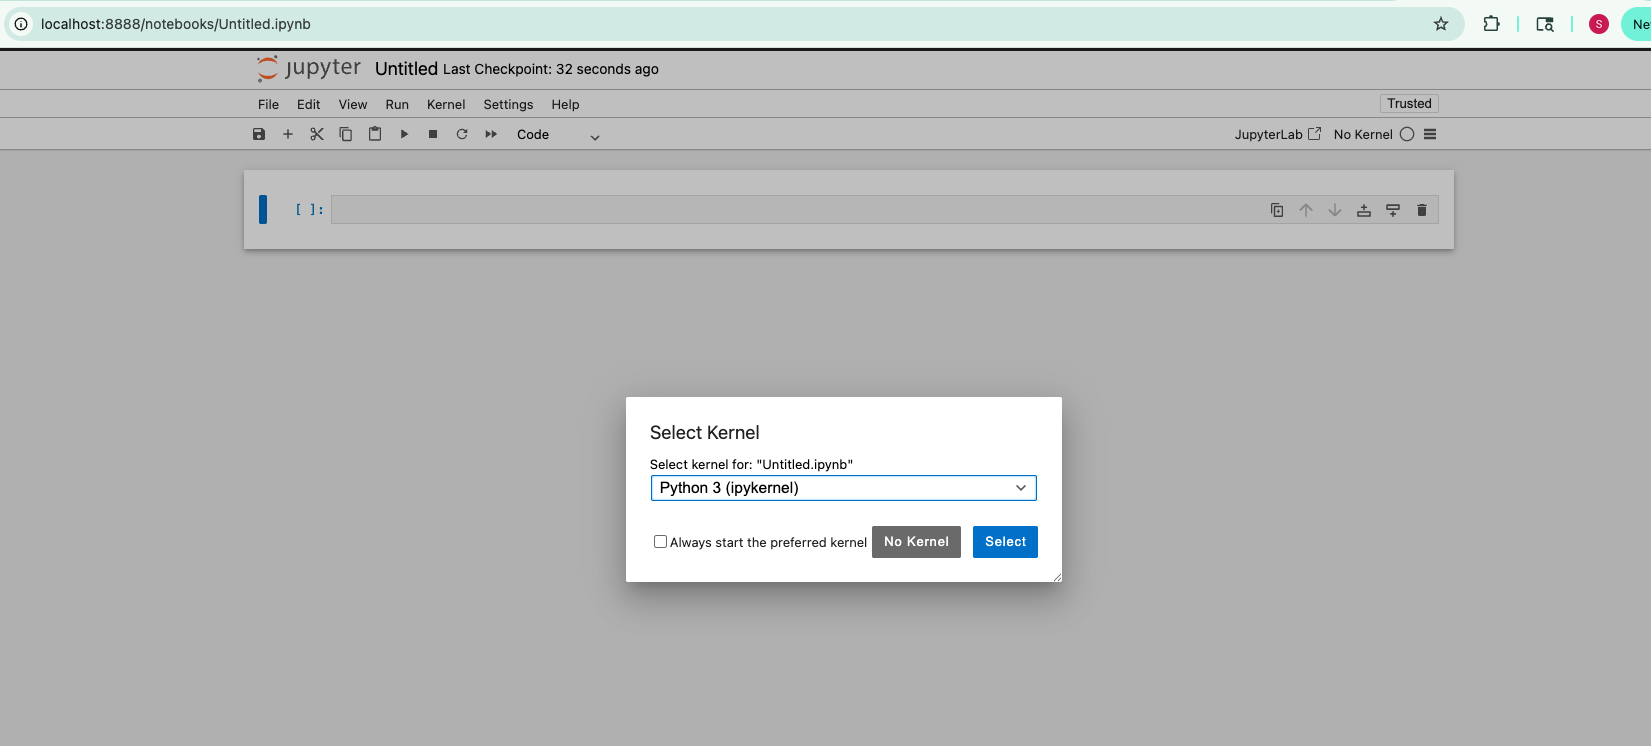 localhost:8888/notebooks/Untitled.ipynb
S
Ne
jupyter Untitled Last Checkpoint: 32 seconds ago
File Edit View Run Kernel Settings Help
Trusted
Code
JupyterLab No Kernel
[ ]:
Select Kernel
Select kernel for: "Untitled.ipynb"
Python 3 (ipykernel)
Always start the preferred kernel No Kernel Select